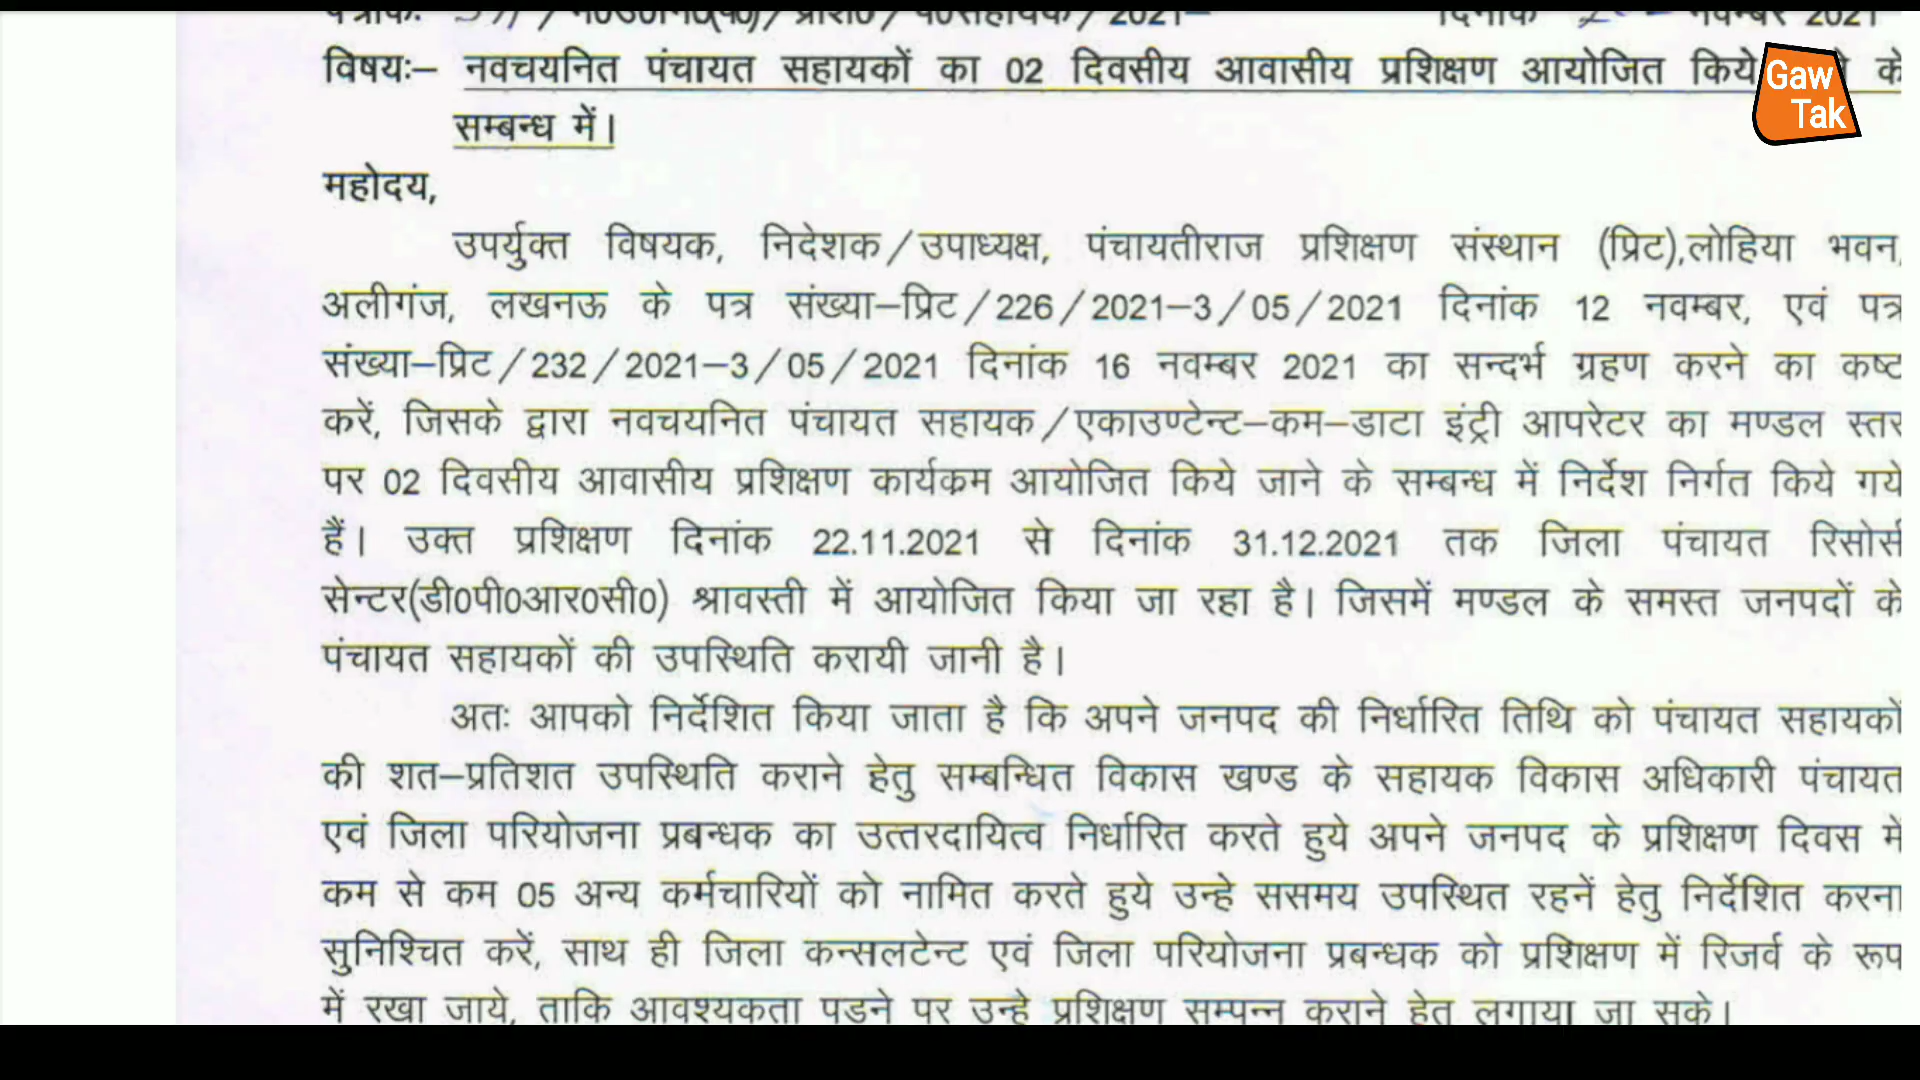 2021
विषयः– नवचयनित पंचायत सहायकों का 02 दिवसीय आवासीय प्रशिक्षण आयोजित किये के
Gaw
Tak
सम्बन्ध में।
महोदय,
उपर्युक्त विषयक, निदेशक/उपाध्यक्ष, पंचायतीराज प्रशिक्षण संस्थान (प्रिट),लोहिया भवन,
अलीगंज, लखनऊ के पत्र संख्या–प्रिट/226/2021–3/05/2021 दिनांक 12 नवम्बर, एवं पत्र
संख्या–प्रिट/232/2021–3/05/2021 दिनांक 16 नवम्बर 2021 का सन्दर्भ ग्रहण करने का कष्ट
करें, जिसके द्वारा नवचयनित पंचायत सहायक/एकाउण्टेन्ट–कम–डाटा इंट्री आपरेटर का मण्डल स्तर
पर 02 दिवसीय आवासीय प्रशिक्षण कार्यकम आयोजित किये जाने के सम्बन्ध में निर्देश निर्गत किये गये
हैं। उक्त प्रशिक्षण दिनांक 22.11.2021 से दिनांक 31.12.2021 तक जिला पंचायत रिसोर्स
सेन्टर(डी0पी0आर0सी0) श्रावस्ती में आयोजित किया जा रहा है। जिसमें मण्डल के समस्त जनपदों के
पंचायत सहायकों की उपस्थिति करायी जानी है।
अतः आपको निर्देशित किया जाता है कि अपने जनपद की निर्धारित तिथि को पंचायत सहायकों
की शत–प्रतिशत उपस्थिति कराने हेतु सम्बन्धित विकास खण्ड के सहायक विकास अधिकारी पंचायत
एवं जिला परियोजना प्रबन्धक का उत्तरदायित्व निर्धारित करते हुये अपने जनपद के प्रशिक्षण दिवस में
कम से कम 05 अन्य कर्मचारियों को नामित करते हुये उन्हे ससमय उपस्थित रहनें हेतु निर्देशित करना
सुनिश्चित करें, साथ ही जिला कन्सलटेन्ट एवं जिला परियोजना प्रबन्धक को प्रशिक्षण में रिजर्व के रूप
में रखा जाये, ताकि आवश्यकता पडने पर उन्हे प्रशिक्षण सम्पन्न कराने हेतु लगाया जा सके।